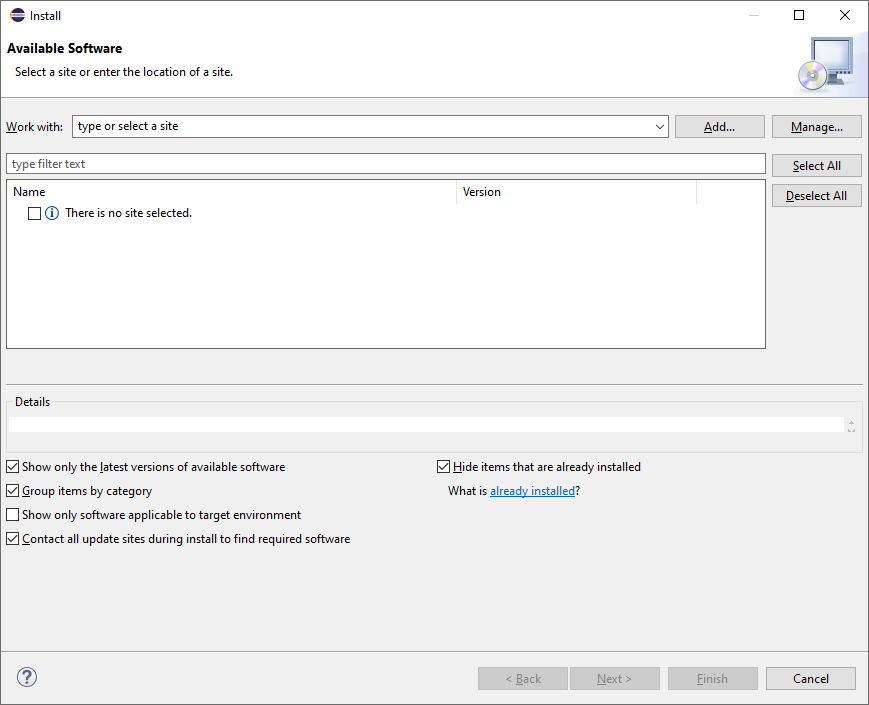 Install
Available Software
Select a site or enter the location of a site.
Work with: type or select a site Add... Manage...
type filter text Select All
Name Version Deselect All
There is no site selected.
Details
Show only the latest versions of available software Hide items that are already installed
Group items by category What is already installed?
Show only software applicable to target environment
Contact all update sites during install to find required software
? < Back Next > Finish Cancel